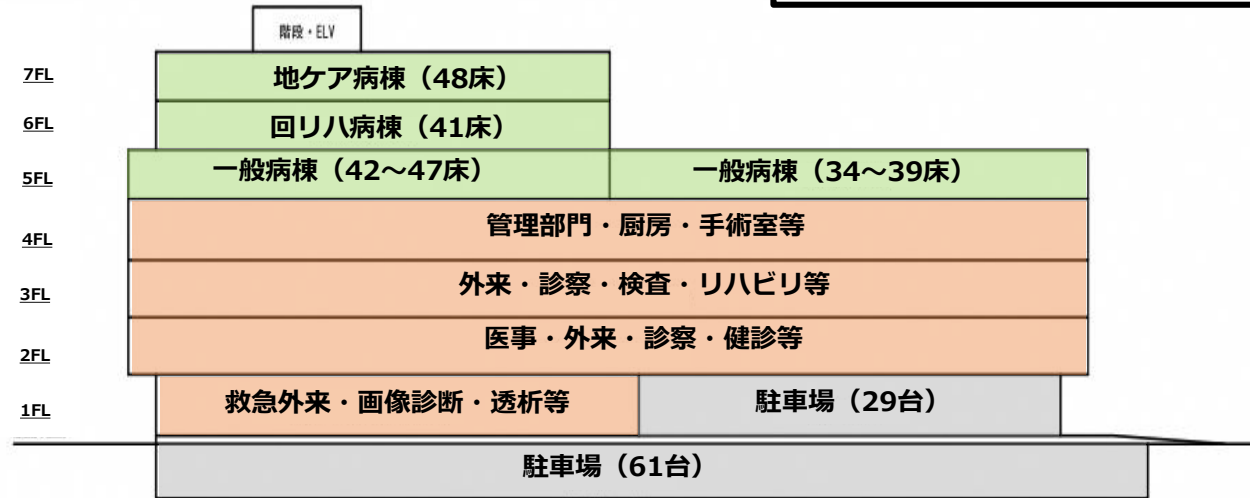 階段・ELV
7FL 地ケア病棟（48床）
6FL 回リハ病棟（41床）
5FL 一般病棟（42～47床） 一般病棟（34～39床）
4FL 管理部門・厨房・手術室等
3FL 外来・診察・検査・リハビリ等
2FL 医事・外来・診察・健診等
1FL 救急外来・画像診断・透析等 駐車場（29台）
駐車場（61台）